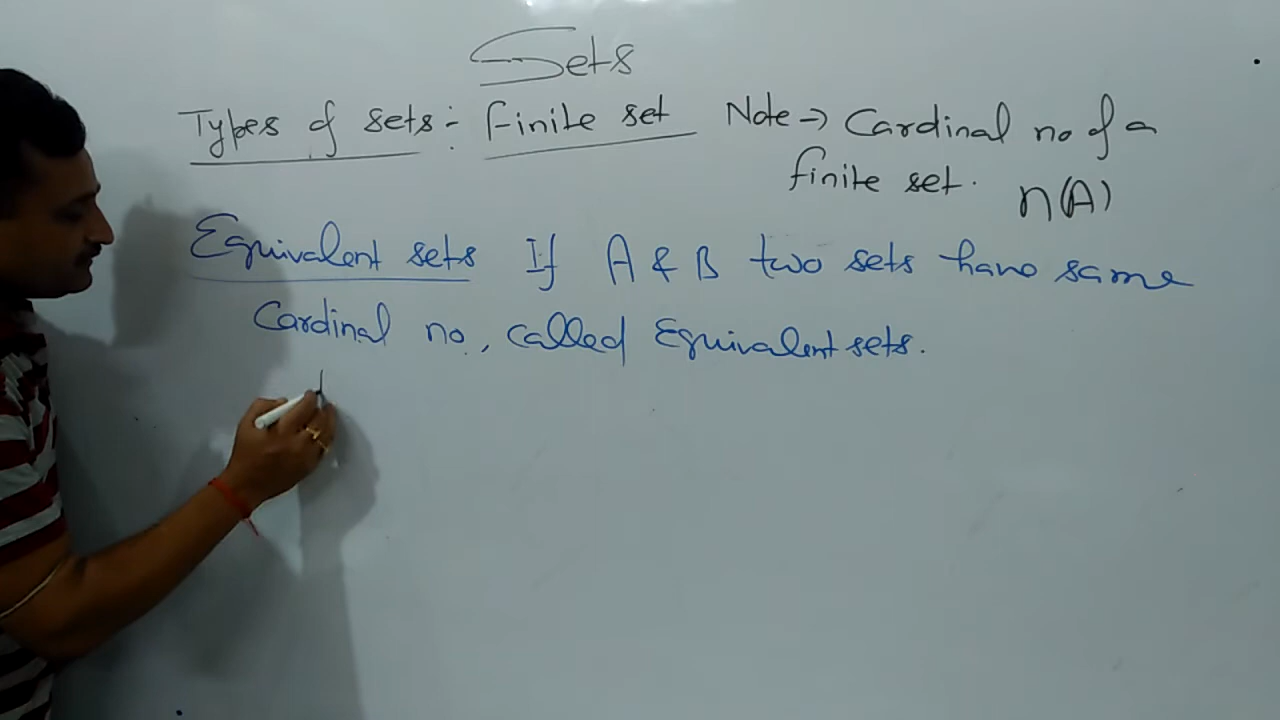 Sets
Types of sets:- finite set Note → Cardinal no of a
finite set. n(A)
Equivalent sets If A & B two sets have same
Cardinal no., called Equivalent sets.